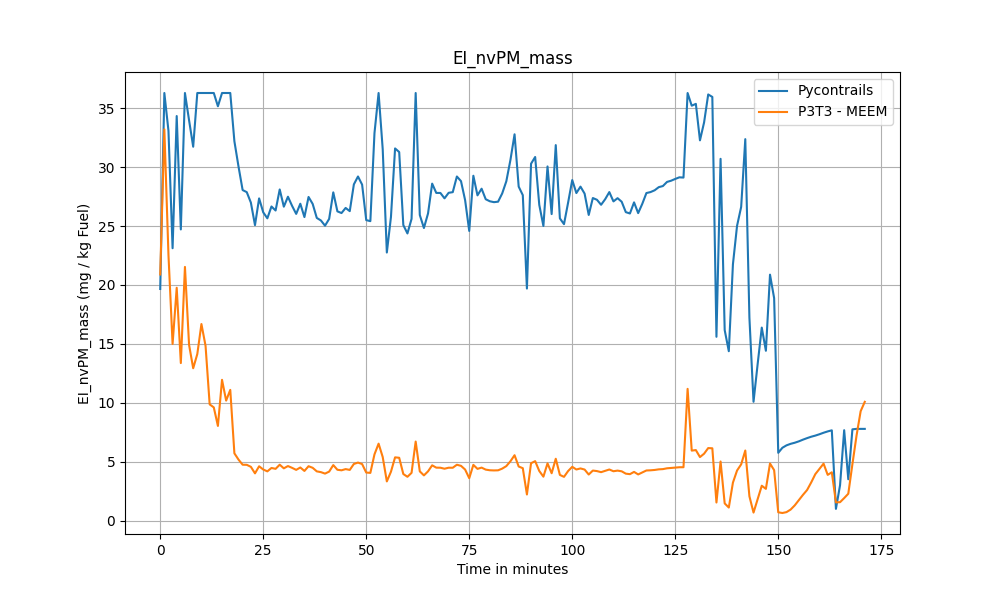 EI_nvPM_mass
Pycontrails
P3T3 - MEEM
EI_nvPM_mass (mg / kg Fuel)
35
30
25
20
15
10
5
0
0 25 50 75 100 125 150 175
Time in minutes